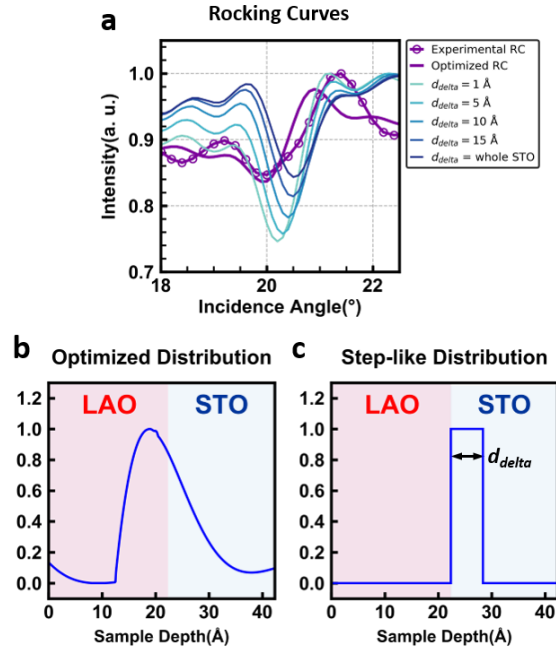 Rocking Curves
a
Intensity(a. u.)
1.0
0.9
0.8
0.7
18
20
22
Incidence Angle(°)
Experimental RC
Optimized RC
d_delta = 1 Å
d_delta = 5 Å
d_delta = 10 Å
d_delta = 15 Å
d_delta = whole STO
b
Optimized Distribution
LAO
STO
1.2
1.0
0.8
0.6
0.4
0.2
0.0
0
10
20
30
40
Sample Depth(Å)
c
Step-like Distribution
LAO
STO
d_delta
1.2
1.0
0.8
0.6
0.4
0.2
0.0
0
10
20
30
40
Sample Depth(Å)